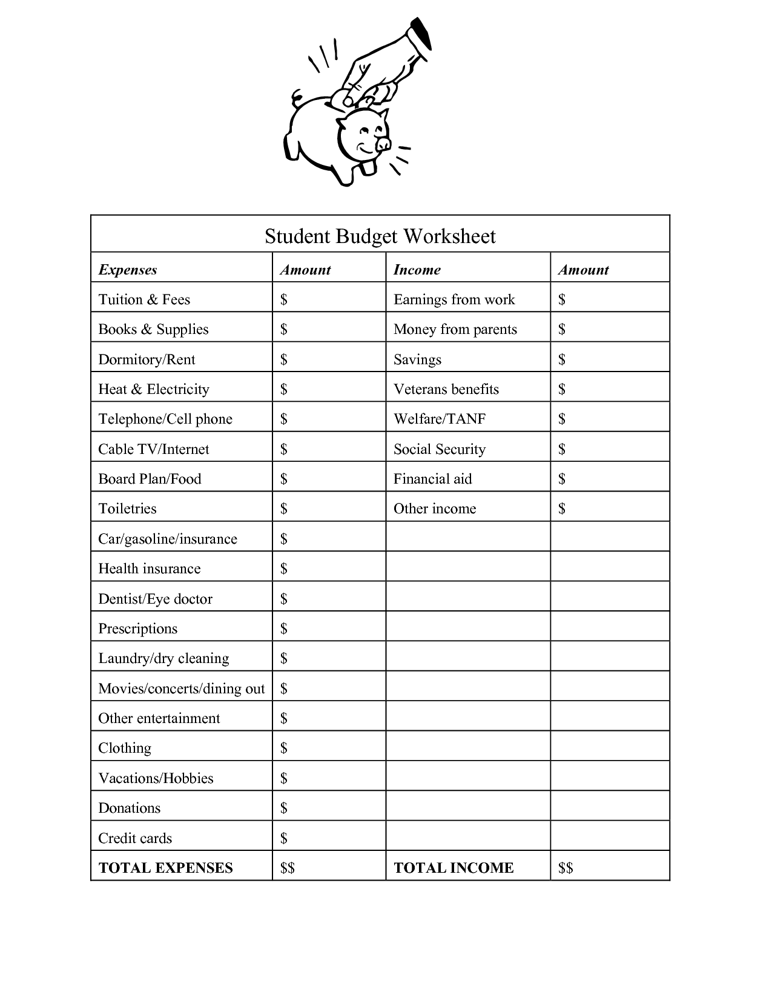 Student Budget Worksheet
Expenses Amount Income Amount
Tuition & Fees $ Earnings from work $
Books & Supplies $ Money from parents $
Dormitory/Rent $ Savings $
Heat & Electricity $ Veterans benefits $
Telephone/Cell phone $ Welfare/TANF $
Cable TV/Internet $ Social Security $
Board Plan/Food $ Financial aid $
Toiletries $ Other income $
Car/gasoline/insurance $
Health insurance $
Dentist/Eye doctor $
Prescriptions $
Laundry/dry cleaning $
Movies/concerts/dining out $
Other entertainment $
Clothing $
Vacations/Hobbies $
Donations $
Credit cards $
TOTAL EXPENSES $$ TOTAL INCOME $$